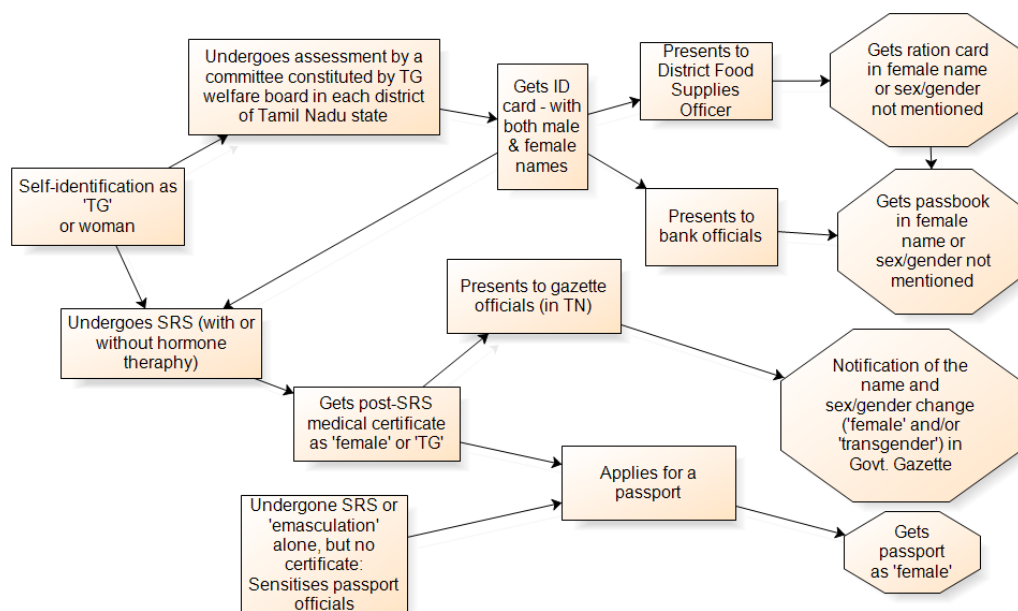 Undergoes assessment by a
committee constituted by TG
welfare board in each district
of Tamil Nadu state
Presents to
District Food
Supplies
Officer
Gets ration card
in female name
or sex/gender
not mentioned
Gets ID
card - with
both male
& female
names
Self-identification as
'TG'
or woman
Presents to
bank officials
Gets passbook
in female
name or
sex/gender not
mentioned
Presents to gazette
officials (in TN)
Undergoes SRS (with or
without hormone
theraphy)
Notification of the
name and
sex/gender change
('female' and/or
'transgender') in
Govt. Gazette
Gets post-SRS
medical certificate
as 'female' or 'TG'
Applies for a
passport
Undergone SRS or
'emasculation'
alone, but no
certificate:
Sensitises passport
officials
Gets
passport
as 'female'